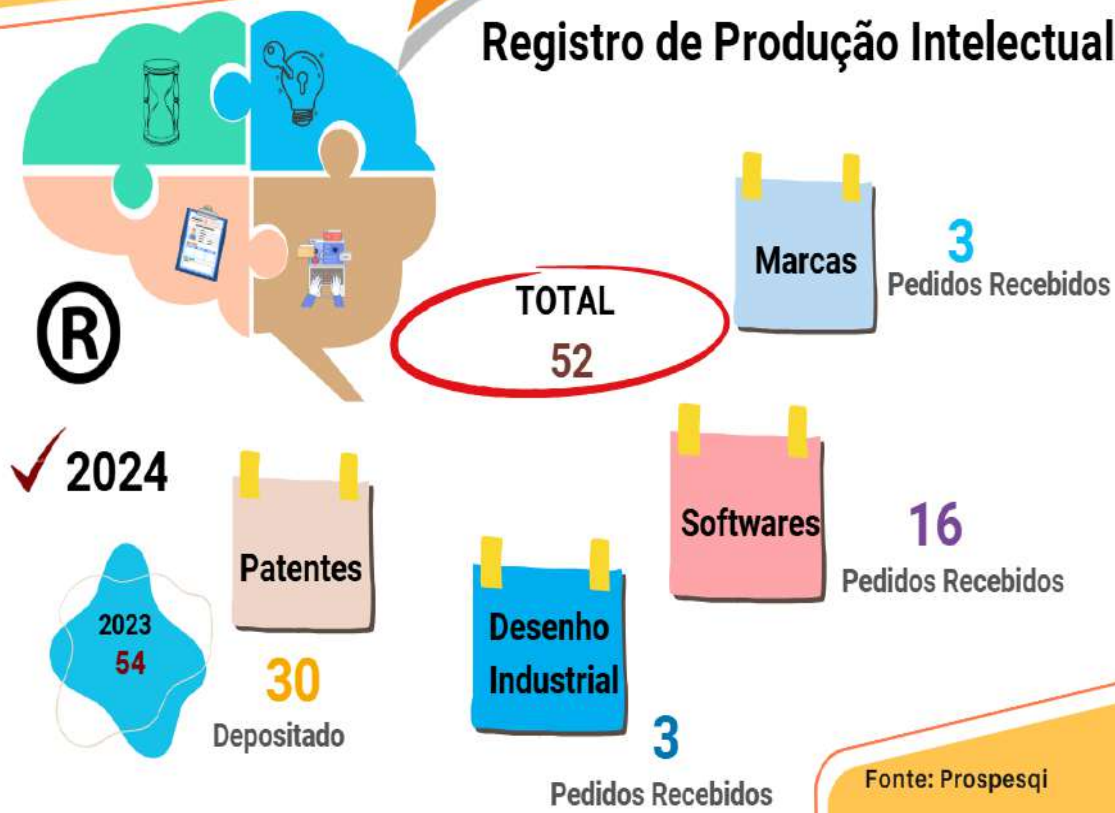 Registro de Produção Intelectual
Marcas
3
Pedidos Recebidos
TOTAL
52
®
2024
Patentes
30
Depositado
2023
54
Softwares
16
Pedidos Recebidos
Desenho
Industrial
3
Pedidos Recebidos
Fonte: Prospesqi